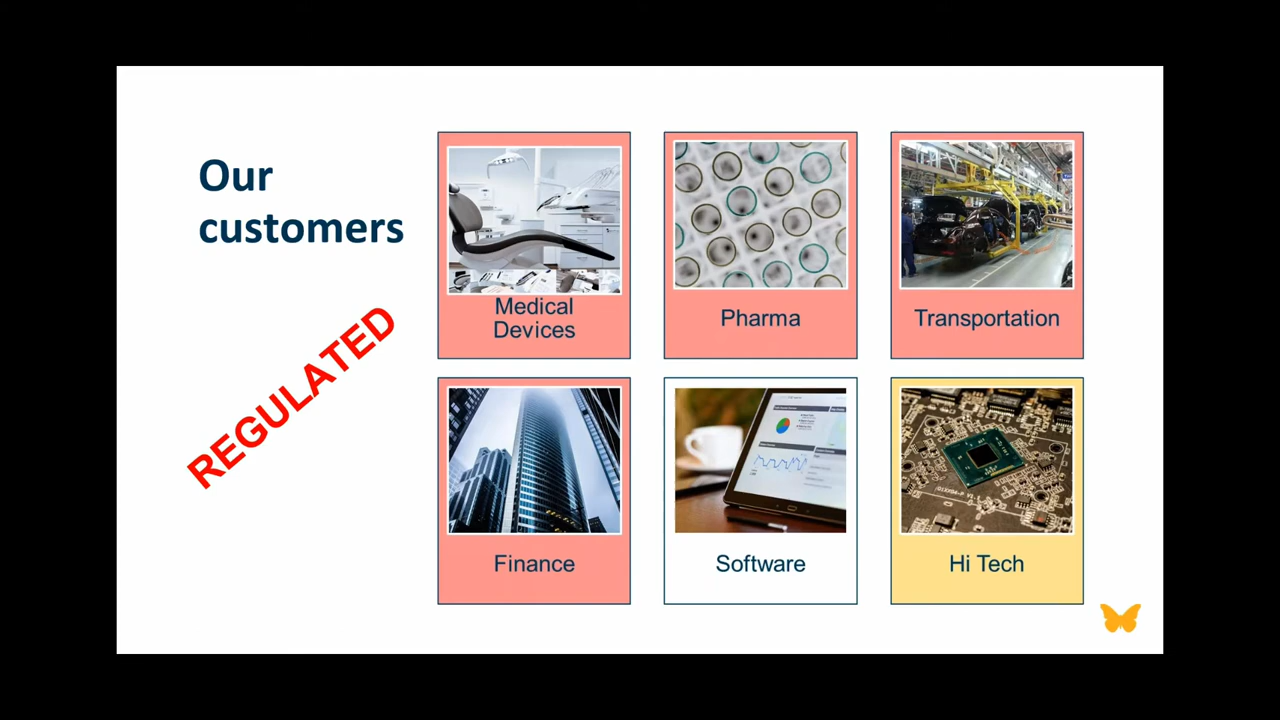 Our
customers
REGULATED
Medical
Devices
Pharma
Transportation
Finance
Software
Hi Tech